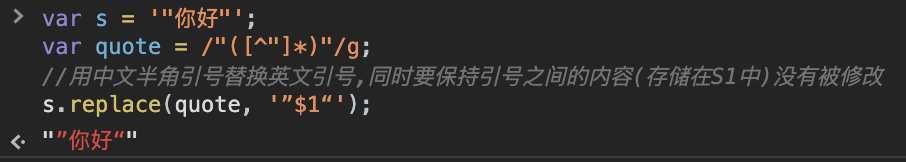 > var s = '"你好"';
var quote = /"([^"]*)"/g;
//用中文半角引号替换英文引号,同时要保持引号之间的内容(存储在S1中)没有被修改
s.replace(quote, '”$1“');
<· "”你好“"